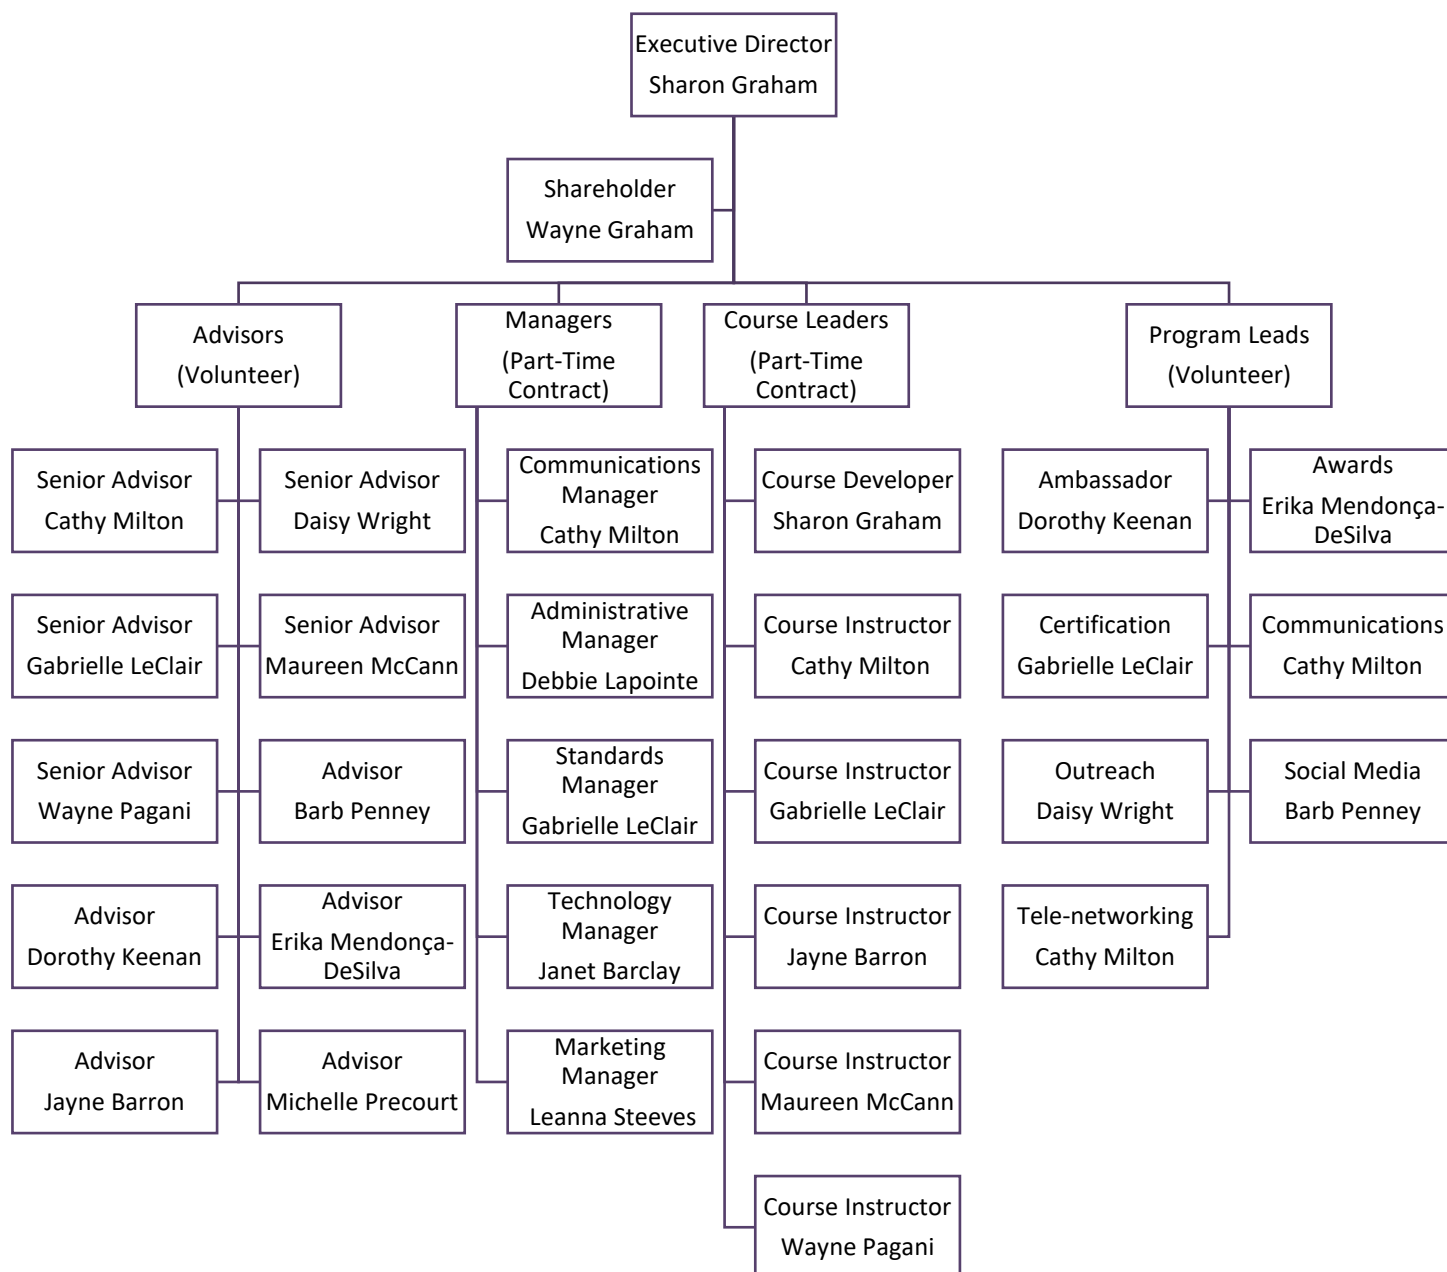 Executive Director
Sharon Graham
Shareholder
Wayne Graham
Advisors
(Volunteer)
Managers
(Part-Time
Contract)
Course Leaders
(Part-Time
Contract)
Program Leads
(Volunteer)
Senior Advisor
Cathy Milton
Senior Advisor
Daisy Wright
Senior Advisor
Gabrielle LeClair
Senior Advisor
Maureen McCann
Senior Advisor
Wayne Pagani
Advisor
Barb Penney
Advisor
Dorothy Keenan
Advisor
Erika Mendonça-
DeSilva
Advisor
Jayne Barron
Advisor
Michelle Precourt
Communications
Manager
Cathy Milton
Administrative
Manager
Debbie Lapointe
Standards
Manager
Gabrielle LeClair
Technology
Manager
Janet Barclay
Marketing
Manager
Leanna Steeves
Course Developer
Sharon Graham
Course Instructor
Cathy Milton
Course Instructor
Gabrielle LeClair
Course Instructor
Jayne Barron
Course Instructor
Maureen McCann
Course Instructor
Wayne Pagani
Ambassador
Dorothy Keenan
Awards
Erika Mendonça-
DeSilva
Certification
Gabrielle LeClair
Communications
Cathy Milton
Outreach
Daisy Wright
Social Media
Barb Penney
Tele-networking
Cathy Milton